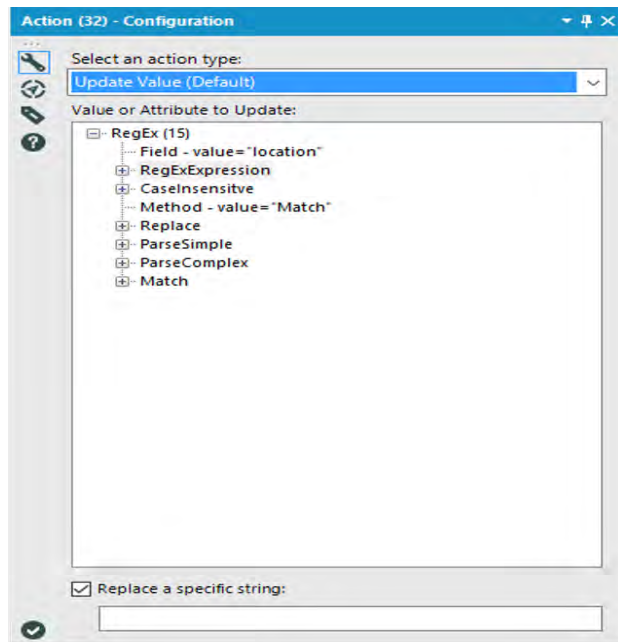 Action (32) - Configuration
Select an action type:
Update Value (Default)
Value or Attribute to Update:
RegEx (15)
Field - value="location"
RegExExpression
CaseInsensitve
Method - value="Match"
Replace
ParseSimple
ParseComplex
Match
Replace a specific string: